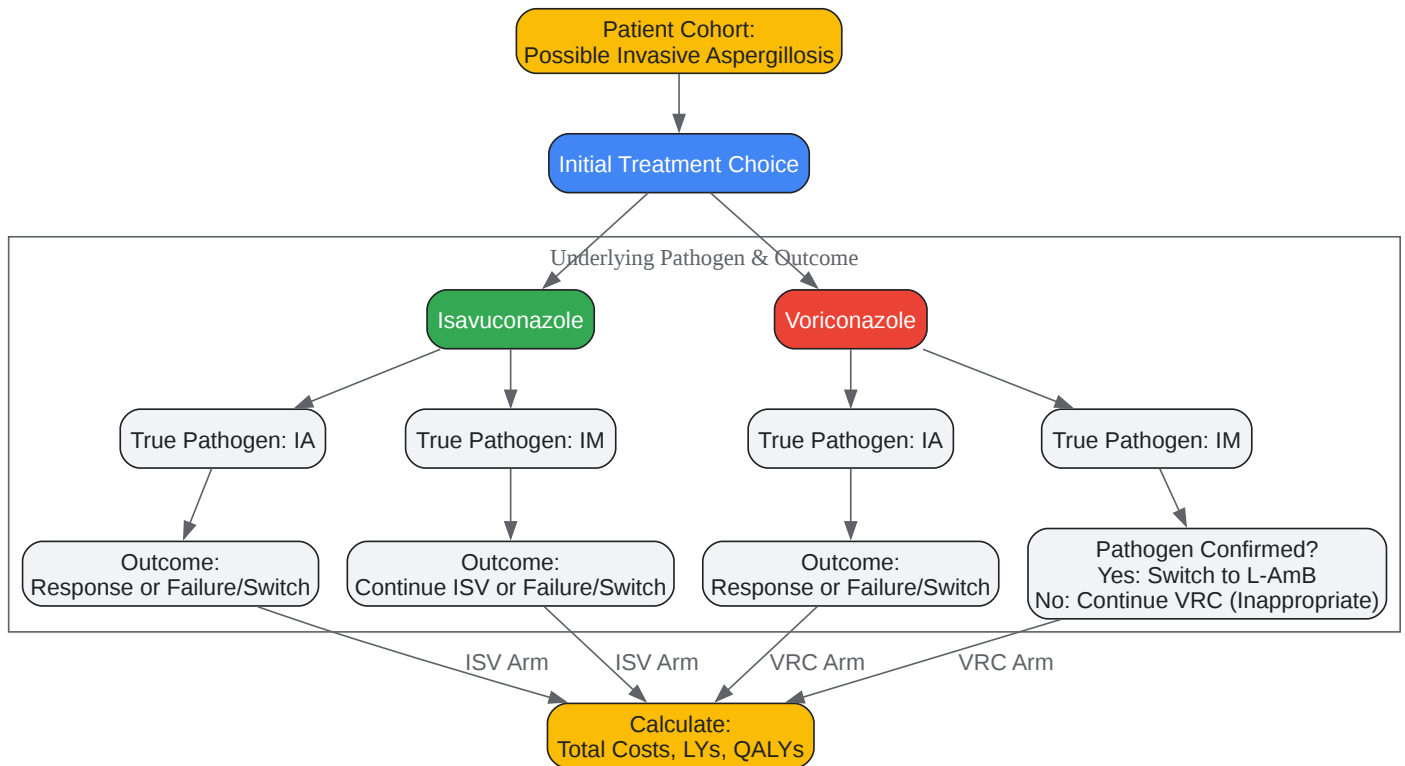 Patient Cohort:
Possible Invasive Aspergillosis
Initial Treatment Choice
Underlying Pathogen & Outcome
Isavuconazole
Voriconazole
True Pathogen: IA
True Pathogen: IM
True Pathogen: IA
True Pathogen: IM
Outcome:
Response or Failure/Switch
Outcome:
Continue ISV or Failure/Switch
Outcome:
Response or Failure/Switch
Pathogen Confirmed?
Yes: Switch to L-AmB
No: Continue VRC (Inappropriate)
ISV Arm
ISV Arm
VRC Arm
VRC Arm
Calculate:
Total Costs, LYs, QALYs